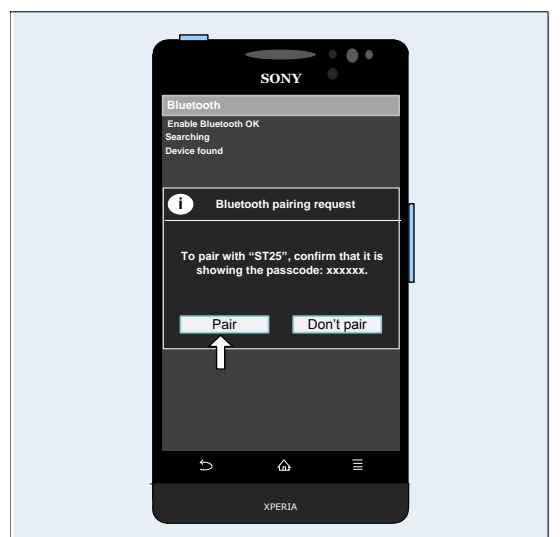 SONY
Bluetooth
Enable Bluetooth OK
Searching
Device found
i
Bluetooth pairing request
To pair with “ST25”, confirm that it is
showing the passcode: xxxxxx.
Pair
Don’t pair
XPERIA